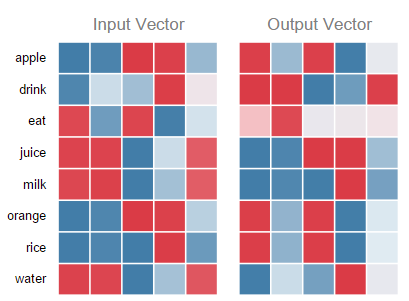 Input Vector
Output Vector
apple
drink
eat
juice
milk
orange
rice
water